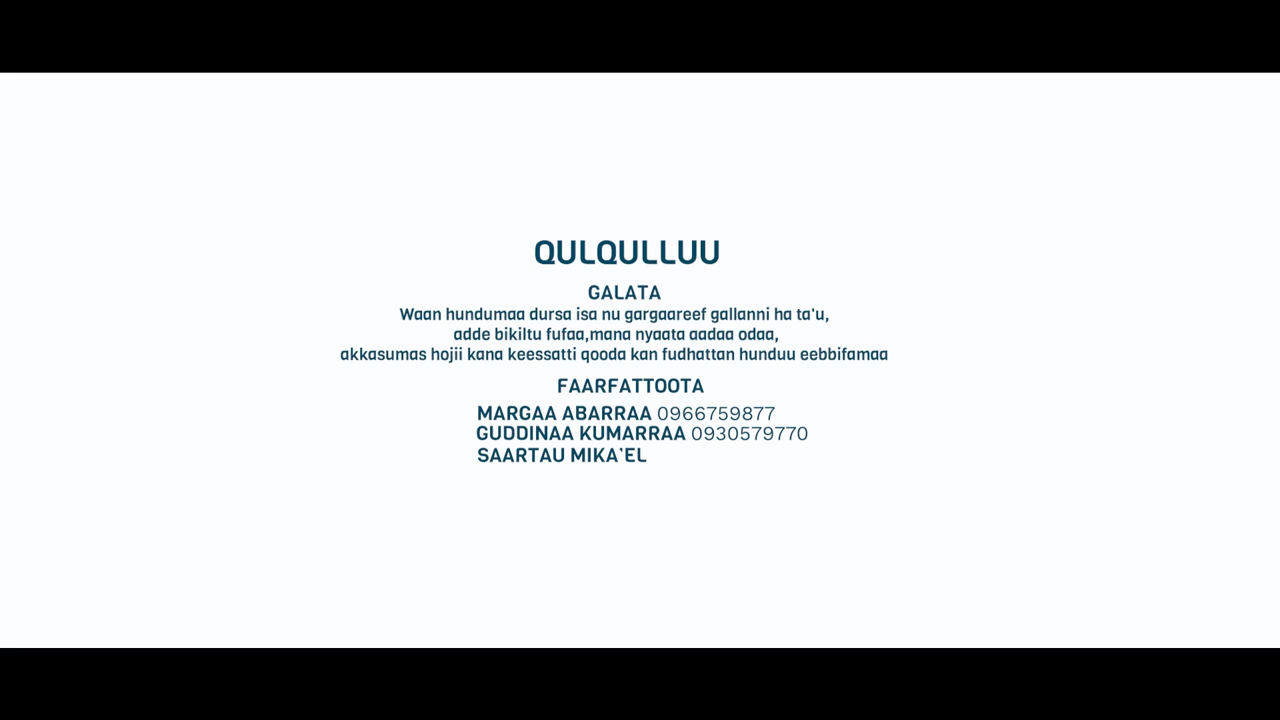 QULQULLUU
GALATA
Waan hundumaa dursa isa nu gargaareef gallanni ha ta'u,
adde bikiltu fufaa,mana nyaata aadaa odaa,
akkasumas hojii kana keessatti qooda kan fudhattan hunduu eebbifamaa
FAARFATTOOTA
MARGAA ABARRAA 0966759877
GUDDINAA KUMARRAA 0930579770
SAARTAU MIKA'EL